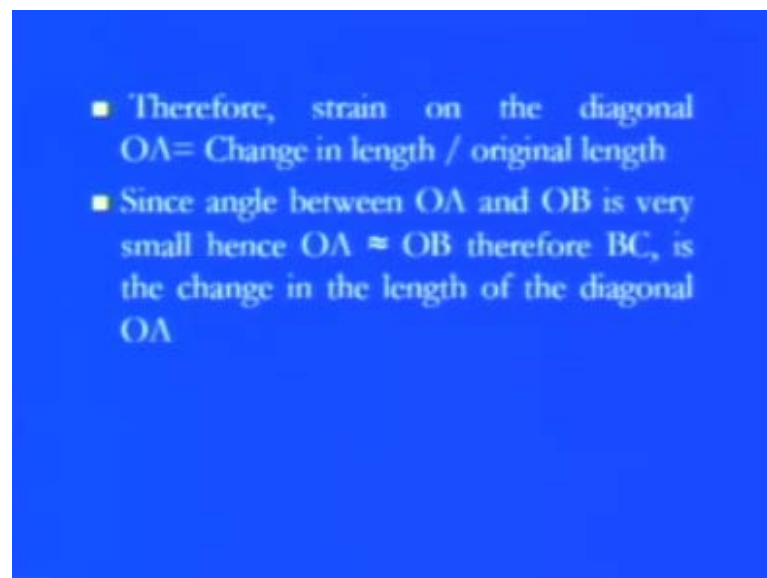 Therefore, strain on the diagonal
OA= Change in length / original length
Since angle between OA and OB is very
small hence OA ≈ OB therefore BC, is
the change in the length of the diagonal
OA